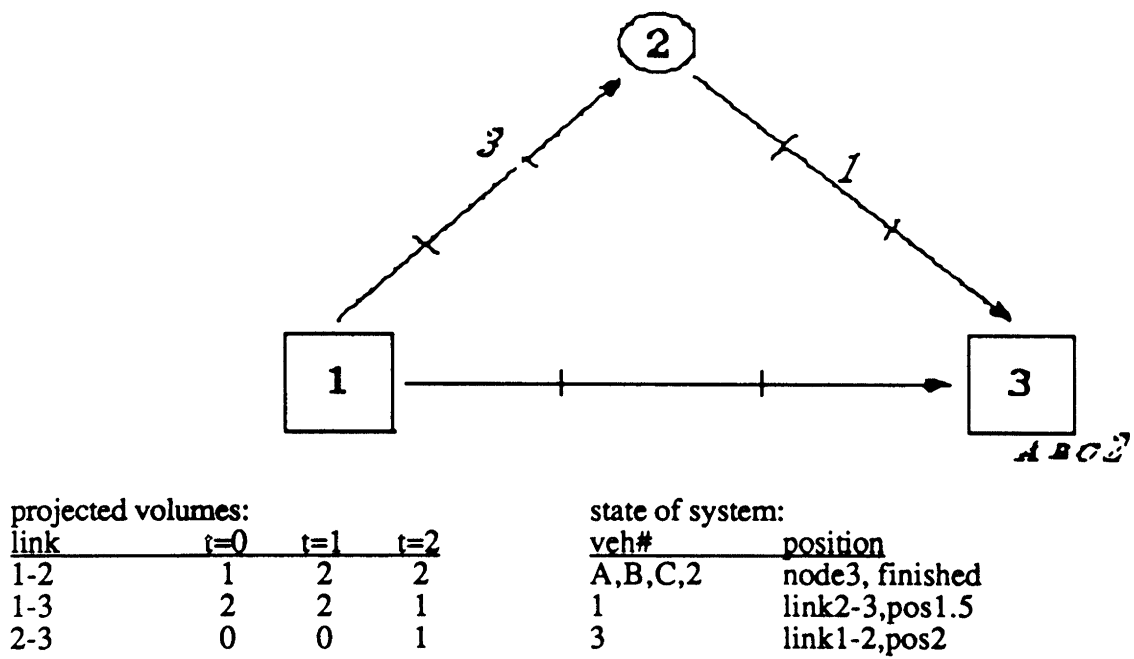 2
3
1
1
3
A B C 2
projected volumes:
link t=0 t=1 t=2
1-2 1 2 2
1-3 2 2 1
2-3 0 0 1
state of system:
veh# position
A,B,C,2 node3, finished
1 link2-3,pos1.5
3 link1-2,pos2